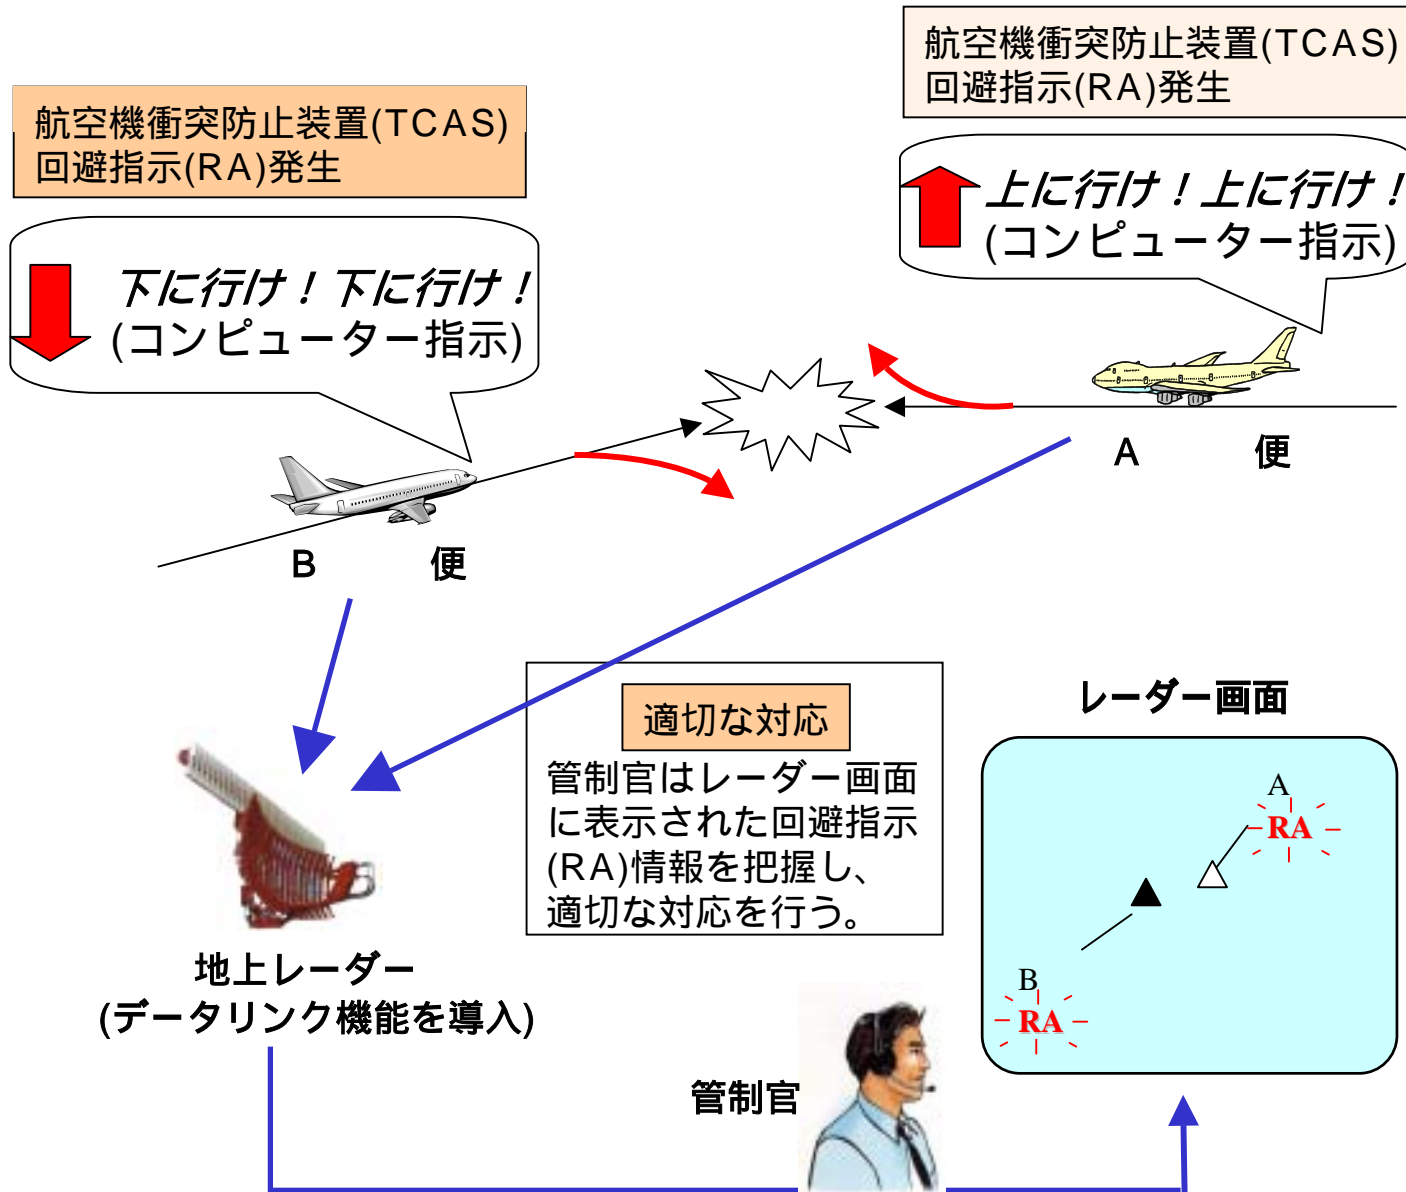 航空機衝突防止装置(TCAS)
回避指示(RA)発生
航空機衝突防止装置(TCAS)
回避指示(RA)発生
上に行け！上に行け！
(コンピューター指示)
下に行け！下に行け！
(コンピューター指示)
A 便
B 便
適切な対応
管制官はレーダー画面
に表示された回避指示
(RA)情報を把握し、
適切な対応を行う。
レーダー画面
A
RA
B
RA
地上レーダー
(データリンク機能を導入)
管制官